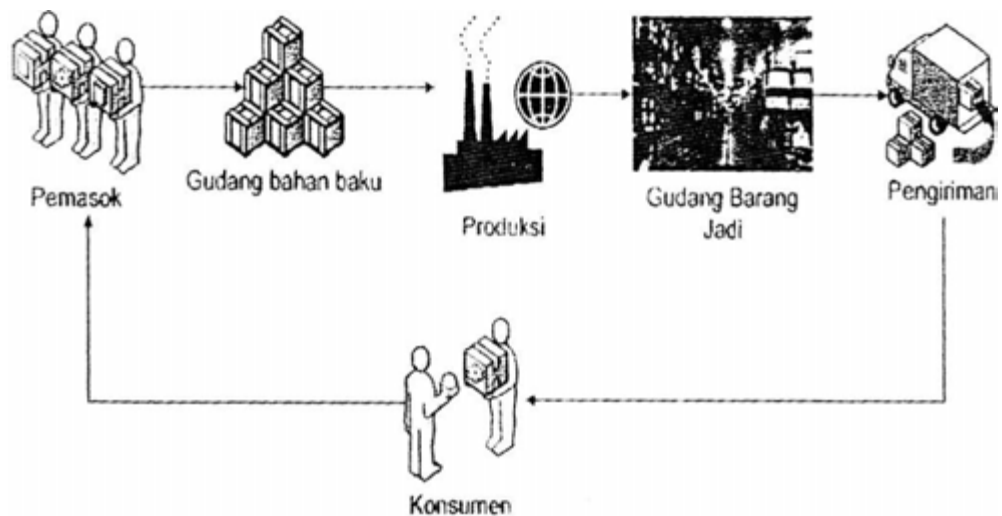 Pemasok
Gudang bahan baku
Produksi
Gudang Barang
Jadi
Pengiriman
Konsumen